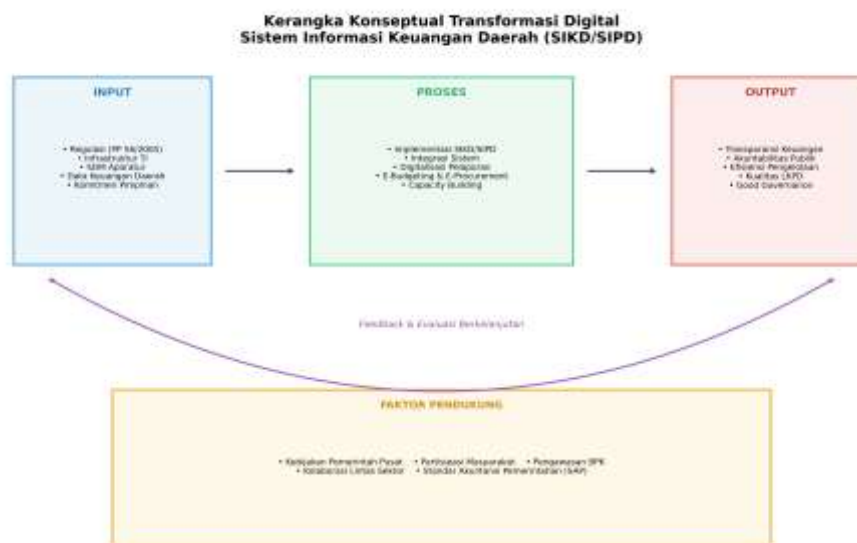 Kerangka Konseptual Transformasi Digital
Sistem Informasi Keuangan Daerah (SIKD/SIPD)
INPUT
• Regulasi (PP 56/2005)
• Infrastruktur TI
• SDM Aparatur
• Data Keuangan Daerah
• Komitmen Pimpinan
PROSES
• Implementasi SIKD/SIPD
• Integrasi Sistem
• Digitalisasi Pelaporan
• E-Budgeting & E-Procurement
• Capacity Building
OUTPUT
• Transparansi Keuangan
• Akuntabilitas Publik
• Efisiensi Pengelolaan
• Kualitas LKPD
• Good Governance
Feedback & Evaluasi Berkelanjutan
FAKTOR PENDUKUNG
• Kebijakan Pemerintah Pusat • Partisipasi Masyarakat • Pengawasan BPK
• Kolaborasi Lintas Sektor • Standar Akuntansi Pemerintahan (SAP)